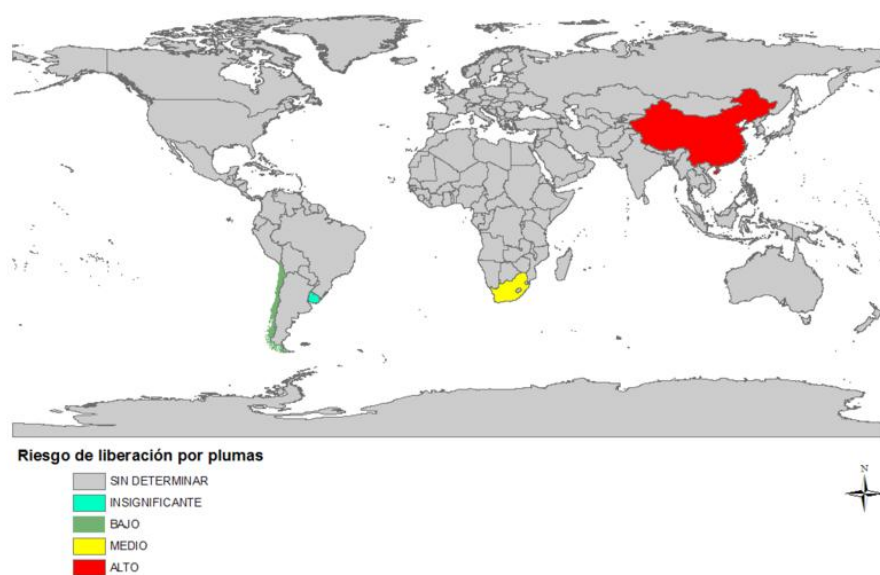 Riesgo de liberación por plumas
SIN DETERMINAR
INSIGNIFICANTE
BAJO
MEDIO
ALTO
N